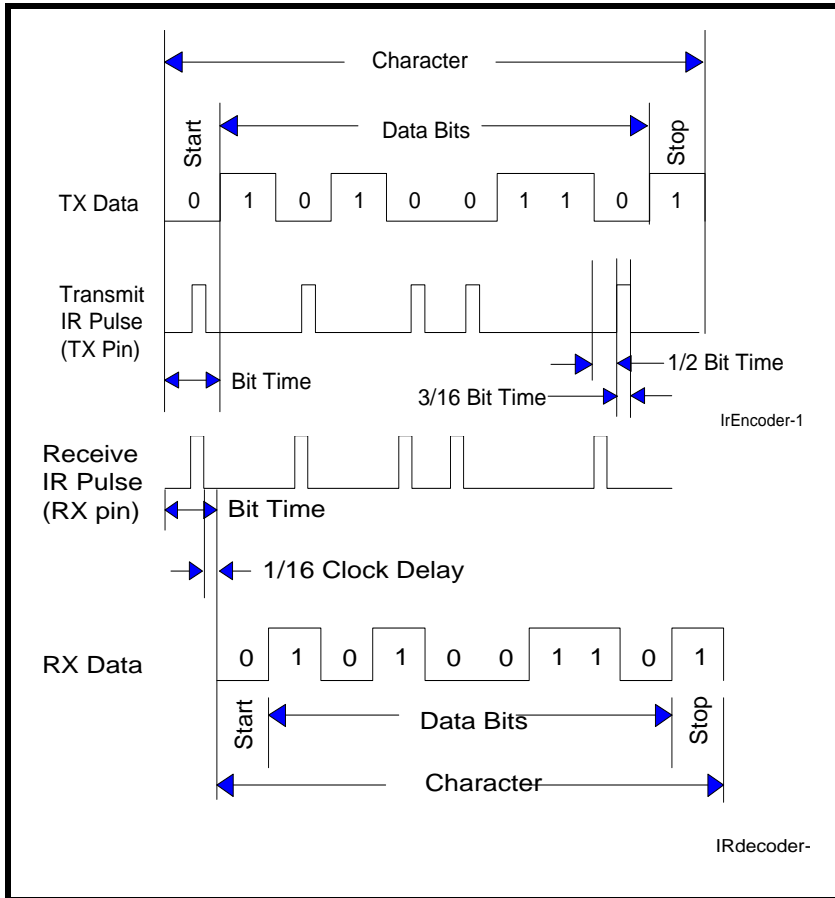 Character
Start
Data Bits
Stop
TX Data
0 1 0 1 0 0 1 1 0 1
Transmit
IR Pulse
(TX Pin)
Bit Time
1/2 Bit Time
3/16 Bit Time
IrEncoder-1
Receive
IR Pulse
(RX pin)
Bit Time
1/16 Clock Delay
RX Data
0 1 0 1 0 0 1 1 0 1
Start
Data Bits
Stop
Character
IRdecoder-